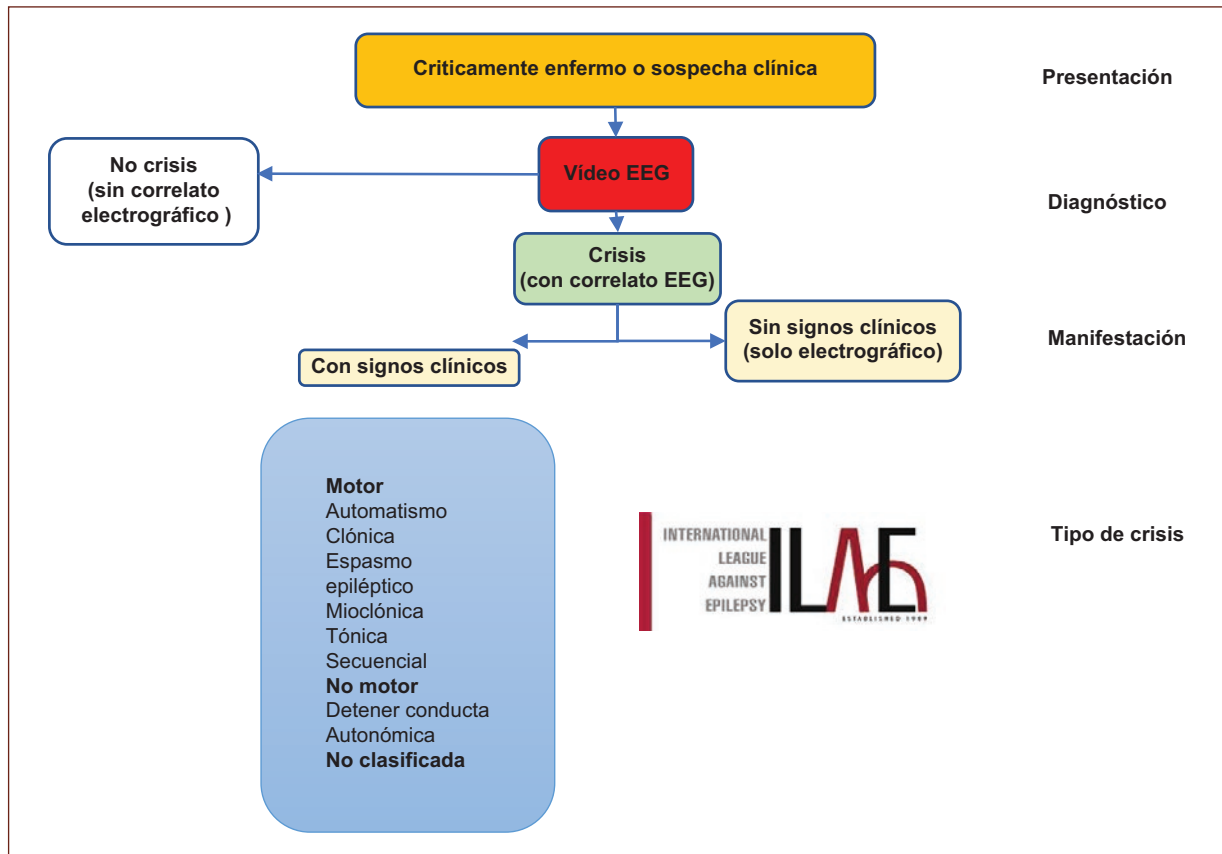 Criticamente enfermo o sospecha clínica
Presentación
No crisis
(sin correlato
electrográfico )
Vídeo EEG
Diagnóstico
Crisis
(con correlato EEG)
Con signos clínicos
Sin signos clínicos
(solo electrográfico)
Manifestación
Motor
Automatismo
Clónica
Espasmo
epiléptico
Mioclónica
Tónica
Secuencial
No motor
Detener conducta
Autonómica
No clasificada
INTERNATIONAL
LEAGUE
AGAINST
EPILEPSY
ILAE
ESTABLISHED 1909
Tipo de crisis